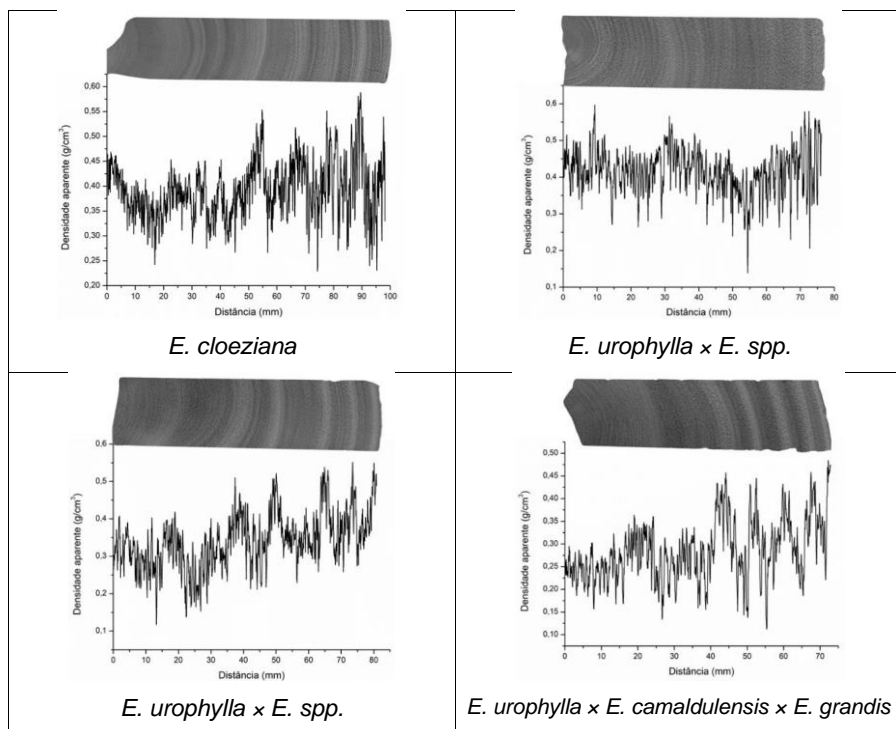 0,60
0,55
0,50
0,45
0,40
0,35
0,30
0,25
0,20
Densidade aparente (g/cm³)
0 10 20 30 40 50 60 70 80 90 100
Distância (mm)
E. cloeziana
0,6
0,5
0,4
0,3
0,2
0,1
Densidade aparente (g/cm³)
0 10 20 30 40 50 60 70 80
Distância (mm)
E. urophylla × E. spp.
0,6
0,5
0,4
0,3
0,2
0,1
Densidade aparente (g/cm³)
0 10 20 30 40 50 60 70 80
Distância (mm)
E. urophylla × E. spp.
0,50
0,45
0,40
0,35
0,30
0,25
0,20
0,15
0,10
Densidade aparente (g/cm³)
0 10 20 30 40 50 60 70
Distância (mm)
E. urophylla × E. camaldulensis × E. grandis